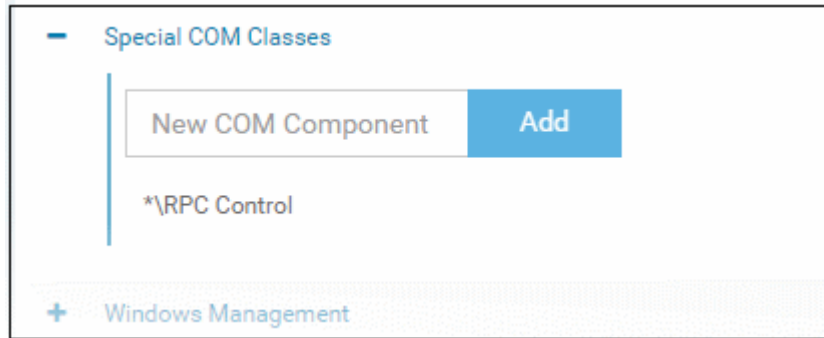 Special COM Classes
New COM Component Add
*\RPC Control
Windows Management